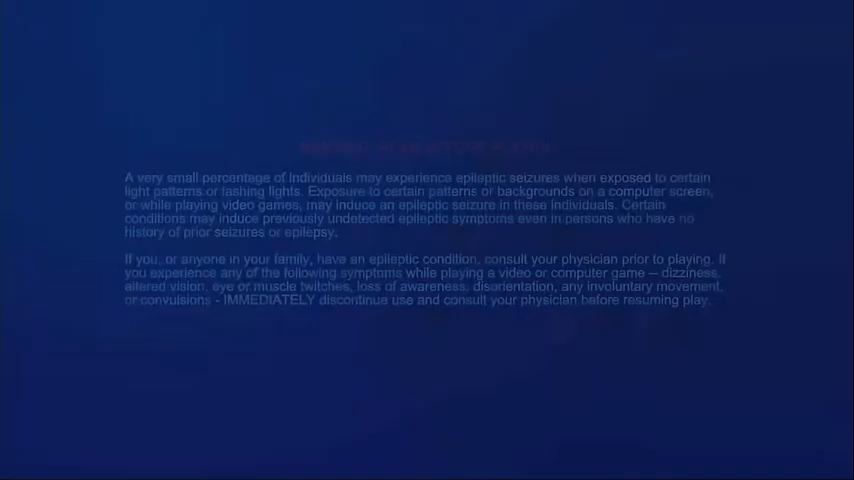 WARNING: READ BEFORE PLAYING
A very small percentage of Individuals may experience epileptic seizures when exposed to certain
light patterns or lashing lights. Exposure to certain patterns or backgrounds on a computer screen,
or while playing video games, may induce an epileptic seizure in these individuals. Certain
conditions may induce previously undetected epileptic symptoms even in persons who have no
history of prior seizures or epilepsy.
If you, or anyone in your family, have an epileptic condition, consult your physician prior to playing. If
you experience any of the following symptoms while playing a video or computer game -- dizziness,
altered vision, eye or muscle twitches, loss of awareness, disorientation, any involuntary movement,
or convulsions - IMMEDIATELY discontinue use and consult your physician before resuming play.